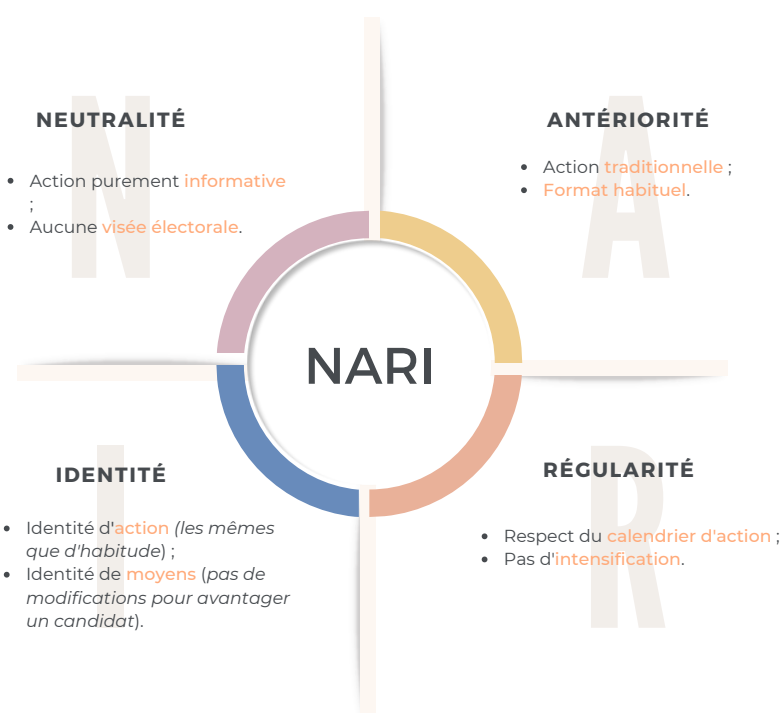 N
NEUTRALITÉ
• Action purement informative
;
• Aucune visée électorale.
A
ANTÉRIORITÉ
• Action traditionnelle ;
• Format habituel.
NARI
I
IDENTITÉ
• Identité d'action (les mêmes
que d'habitude) ;
• Identité de moyens (pas de
modifications pour avantager
un candidat).
R
RÉGULARITÉ
• Respect du calendrier d'action ;
• Pas d'intensification.